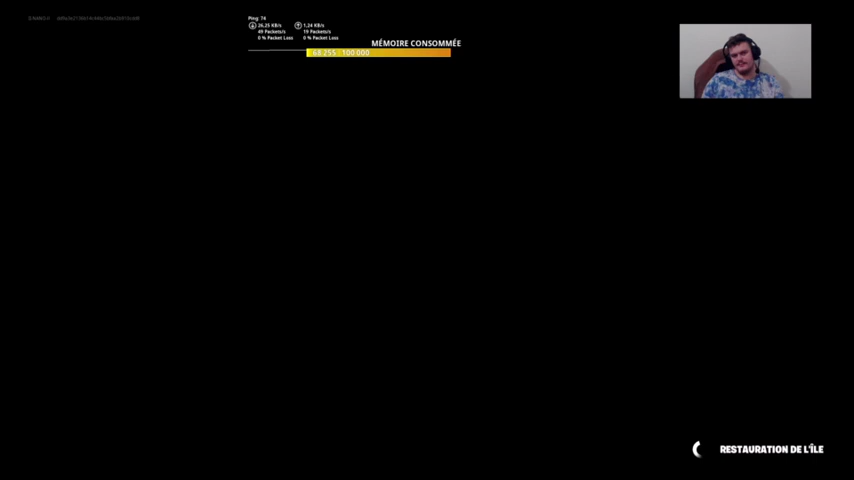 Ping: 74
26,25 KB/s 1,24 KB/s
49 Packets/s 19 Packets/s
0 % Packet Loss 0 % Packet Loss
MÉMOIRE CONSOMMÉE
68 255 : 100 000
RESTAURATION DE L'ÎLE